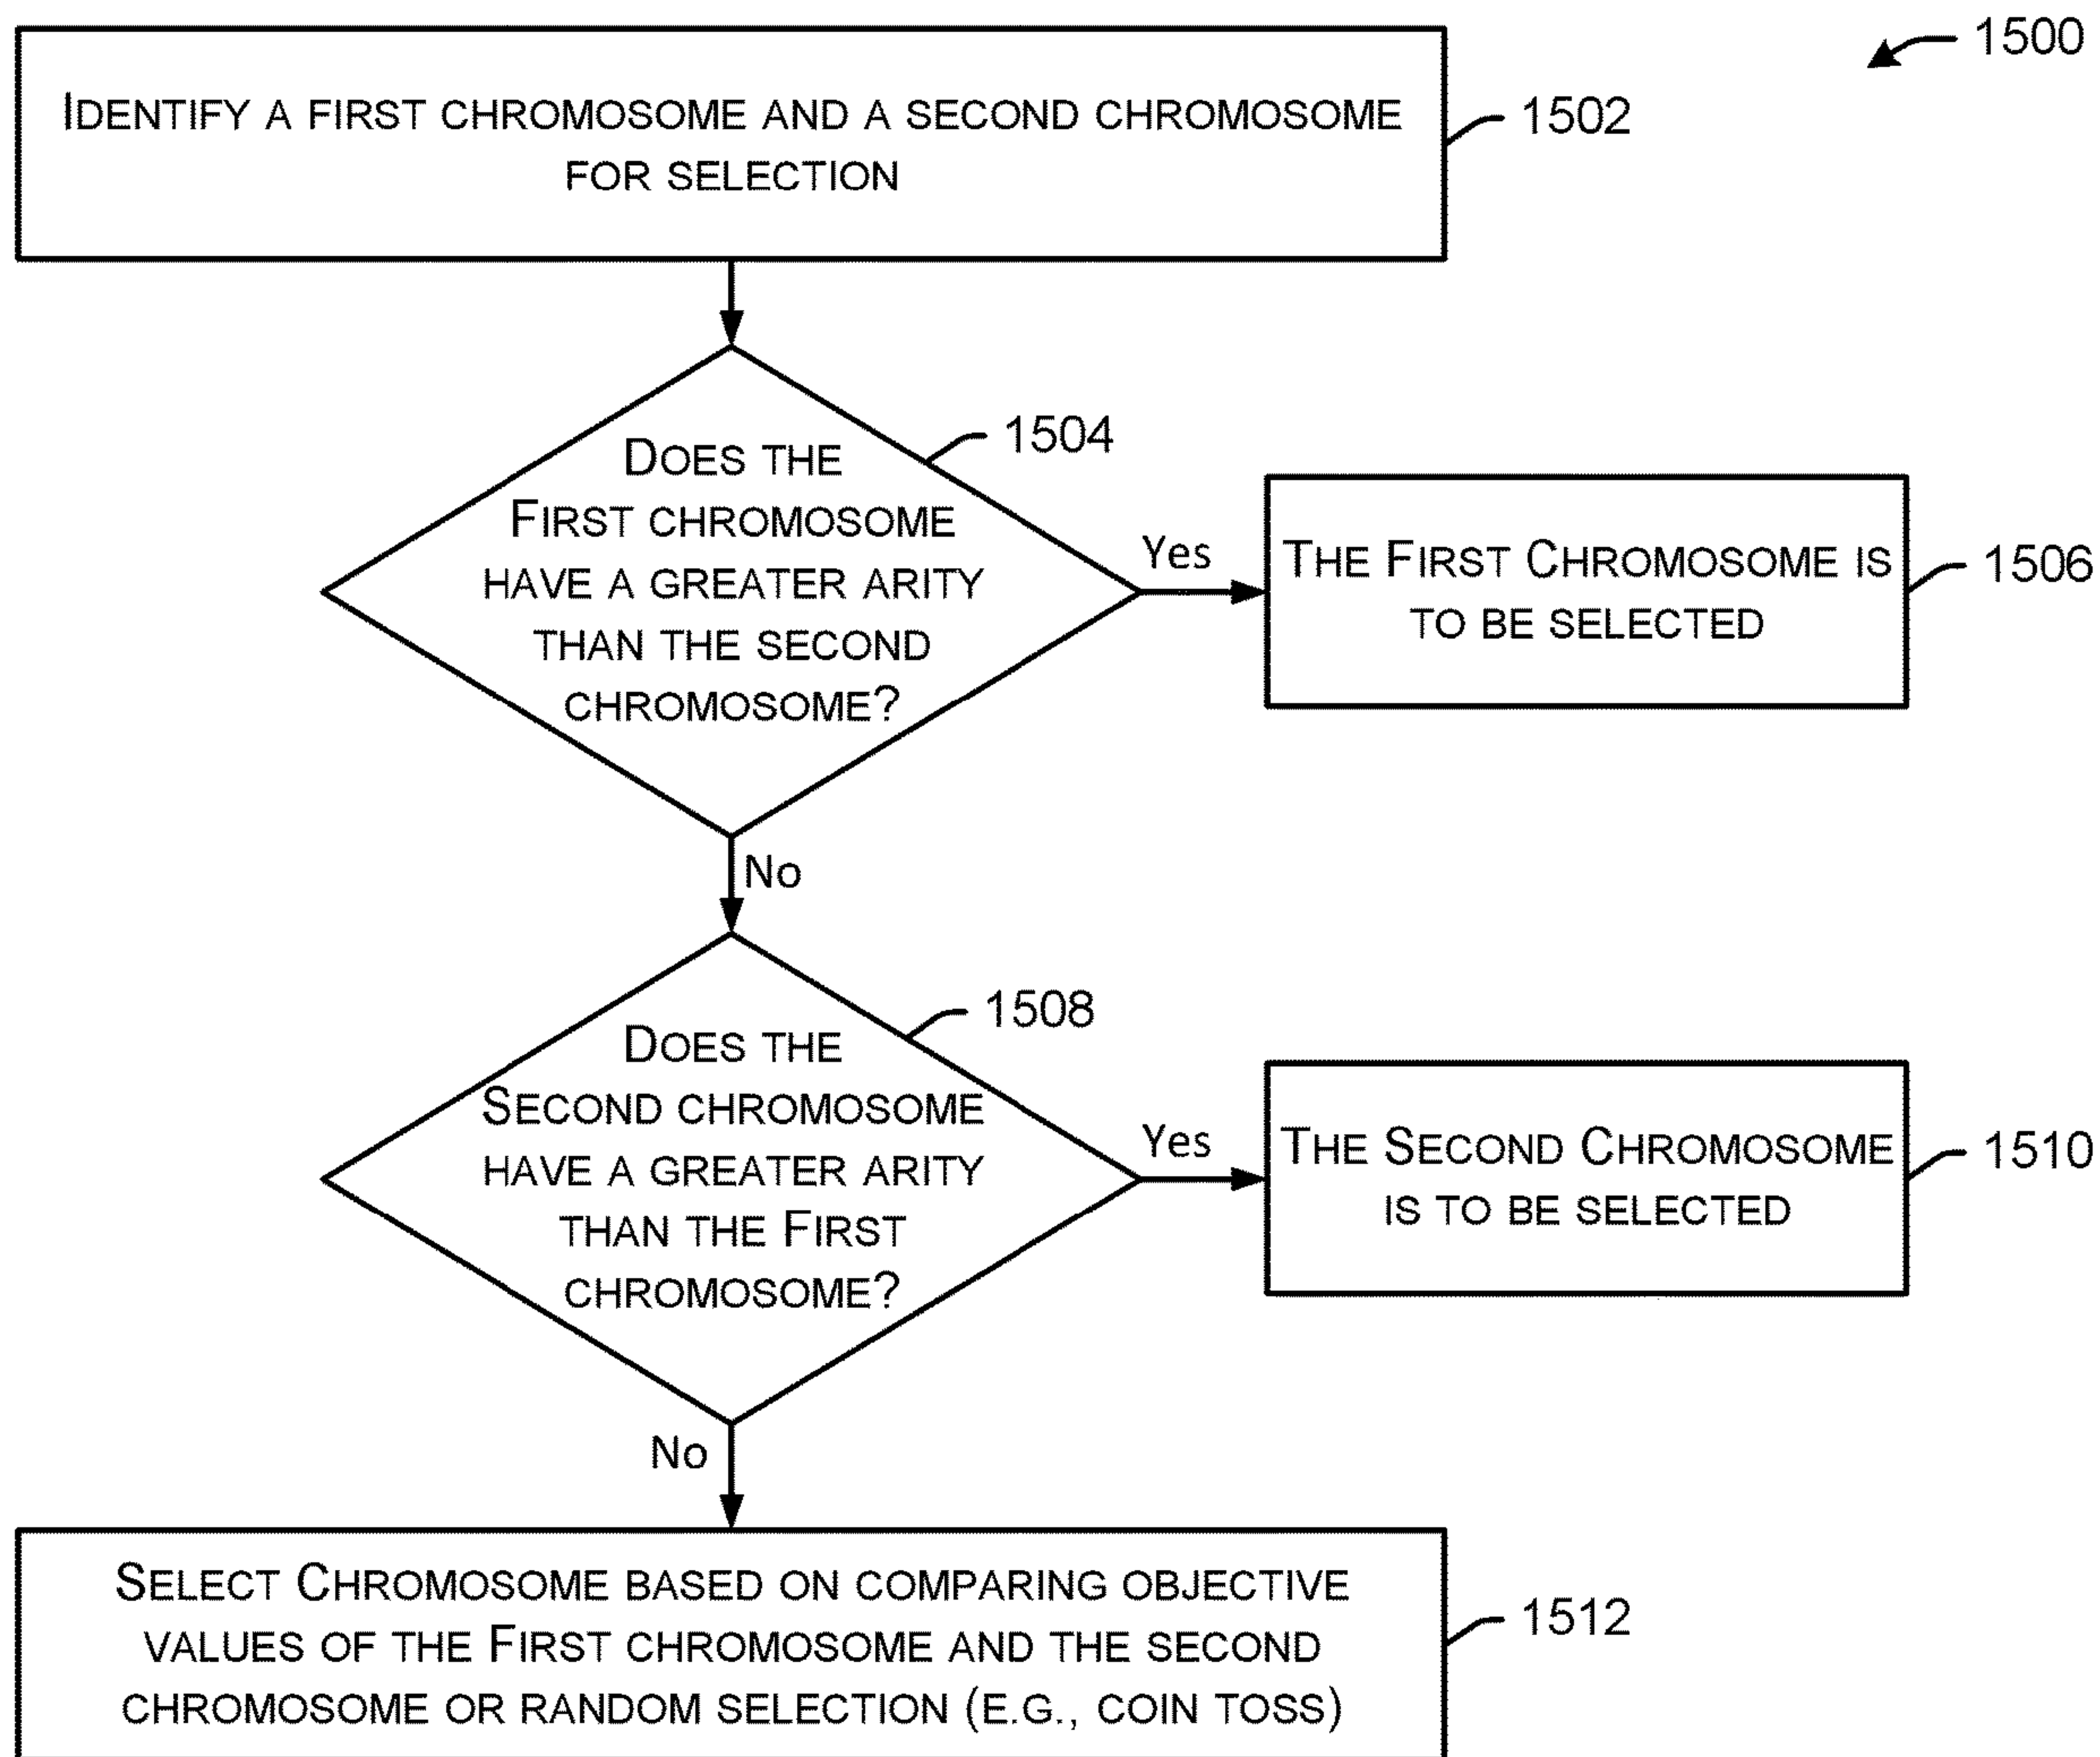 1500
IDENTIFY A FIRST CHROMOSOME AND A SECOND CHROMOSOME
FOR SELECTION
1502
DOES THE
FIRST CHROMOSOME
HAVE A GREATER ARITY
THAN THE SECOND
CHROMOSOME?
1504
Yes
THE FIRST CHROMOSOME IS
TO BE SELECTED
1506
No
DOES THE
SECOND CHROMOSOME
HAVE A GREATER ARITY
THAN THE FIRST
CHROMOSOME?
1508
Yes
THE SECOND CHROMOSOME
IS TO BE SELECTED
1510
No
SELECT CHROMOSOME BASED ON COMPARING OBJECTIVE
VALUES OF THE FIRST CHROMOSOME AND THE SECOND
CHROMOSOME OR RANDOM SELECTION (E.G., COIN TOSS)
1512